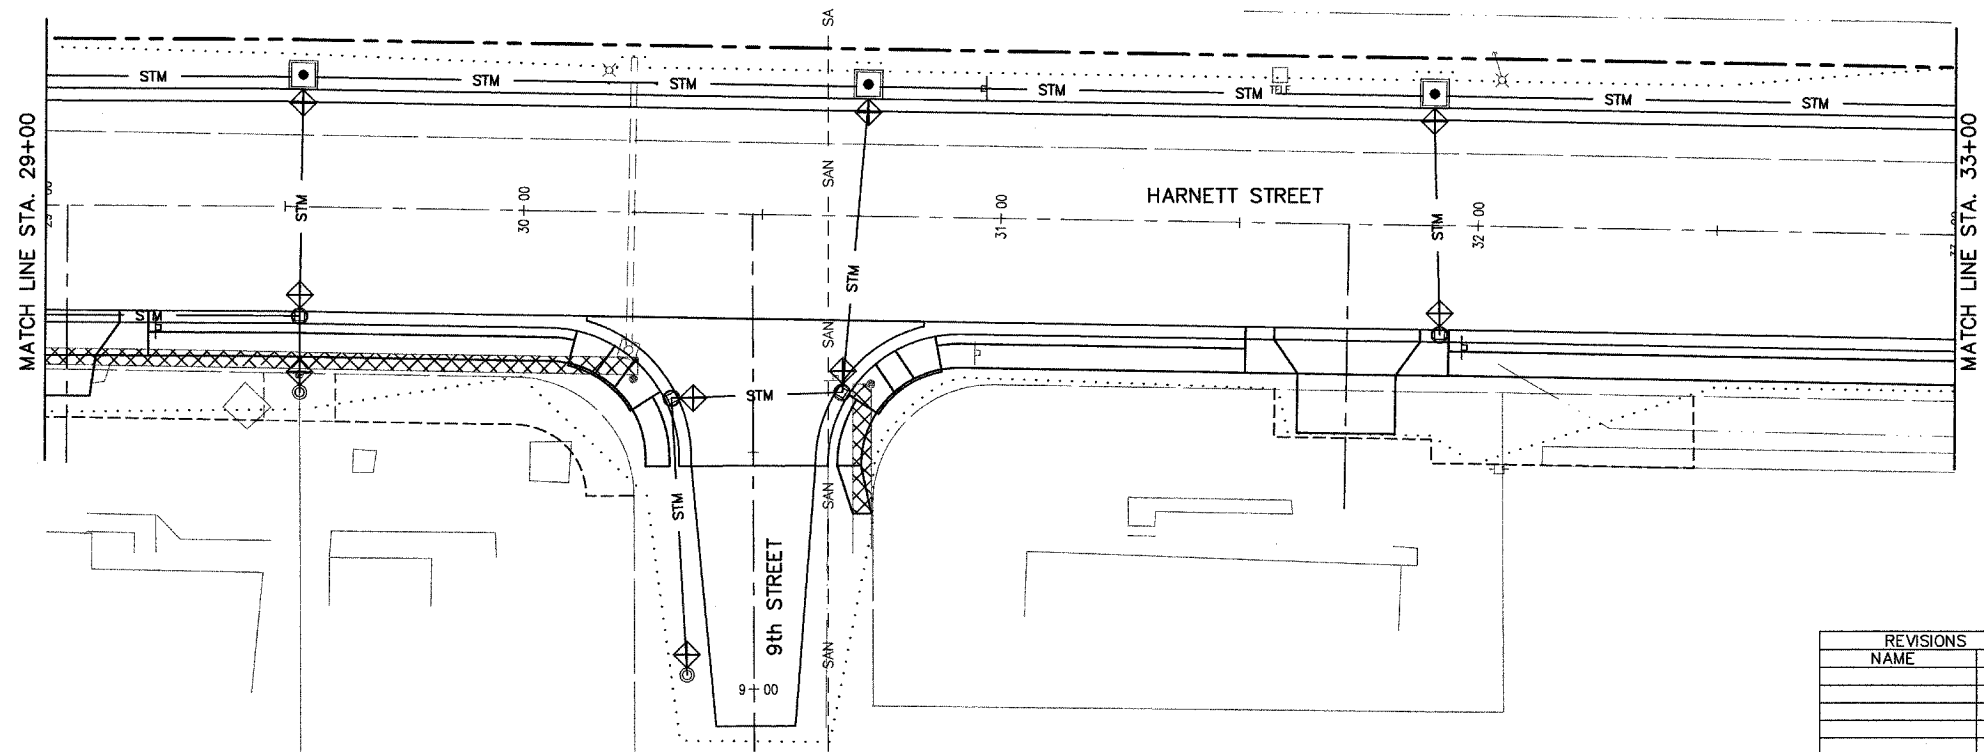 SA
STM
STM
STM
STM
STM
TELE
STM
STM
MATCH LINE STA. 29+00
MATCH LINE STA. 33+00
SAN
HARNETT STREET
STM
30+00
31+00
32+00
STM
STM
STM
SAN
STM
STM
SAN
9th STREET
SAN
9+00
REVISIONS
NAME